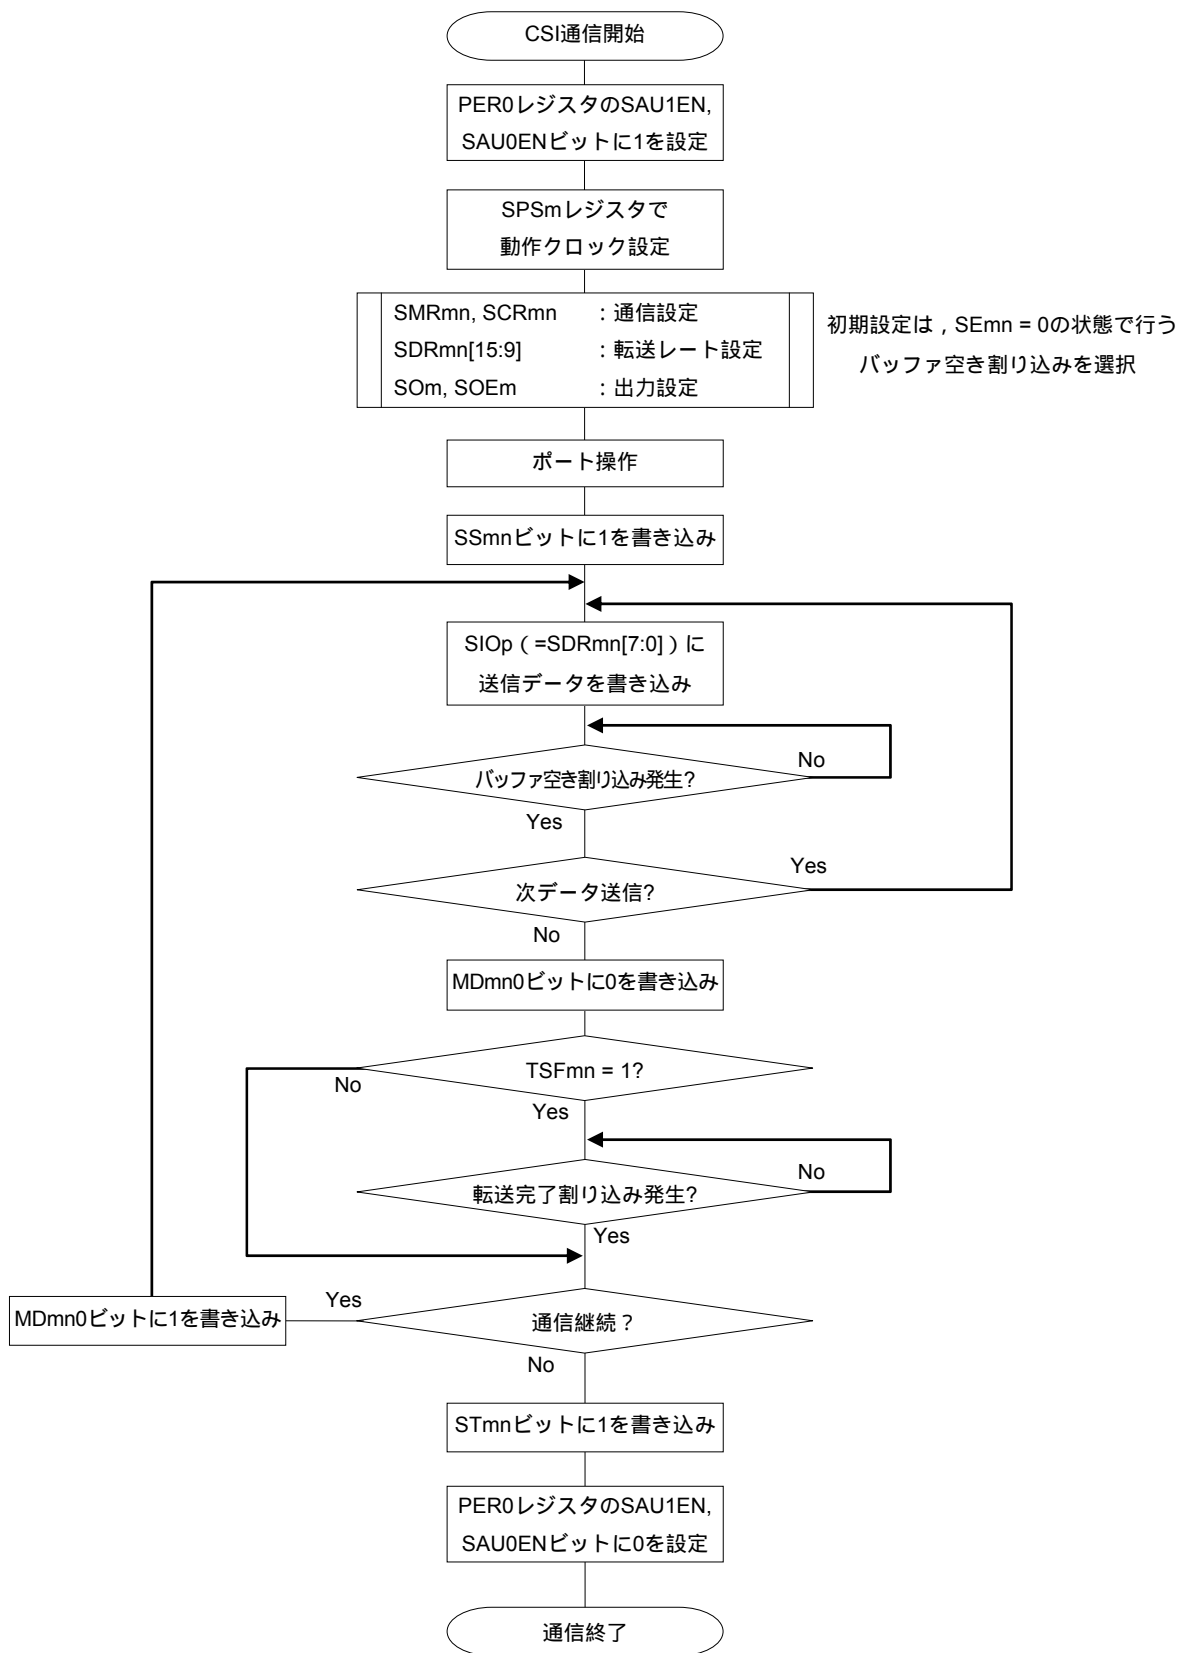 CSI通信開始
PER0レジスタのSAU1EN,
SAU0ENビットに1を設定
SPSmレジスタで
動作クロック設定
SMRmn, SCRmn ：通信設定
SDRmn[15:9] ：転送レート設定
SOm, SOEm ：出力設定
初期設定は，SEmn = 0の状態で行う
バッファ空き割り込みを選択
ポート操作
SSmnビットに1を書き込み
SIOp（=SDRmn[7:0]）に
送信データを書き込み
バッファ空き割り込み発生?
No
Yes
次データ送信?
Yes
No
MDmn0ビットに0を書き込み
TSFmn = 1?
No
Yes
転送完了割り込み発生?
No
Yes
MDmn0ビットに1を書き込み
Yes
通信継続？
No
STmnビットに1を書き込み
PER0レジスタのSAU1EN,
SAU0ENビットに0を設定
通信終了